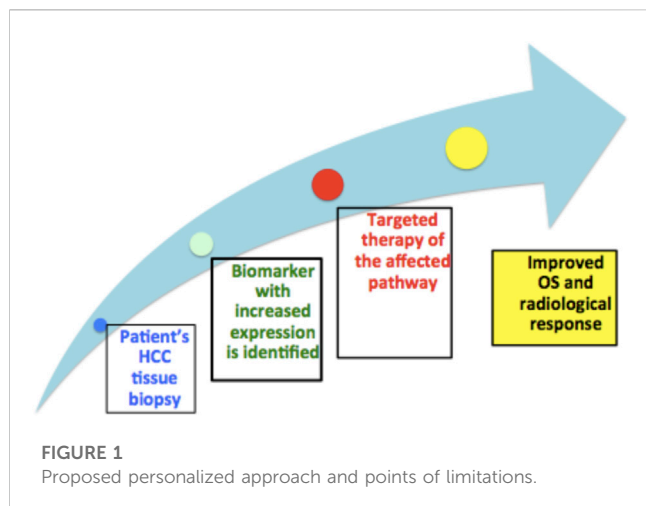 Patient's
HCC
tissue
biopsy
Biomarker
with
increased
expression
is identified
Targeted
therapy of
the affected
pathway
Improved
OS and
radiological
response
FIGURE 1
Proposed personalized approach and points of limitations.